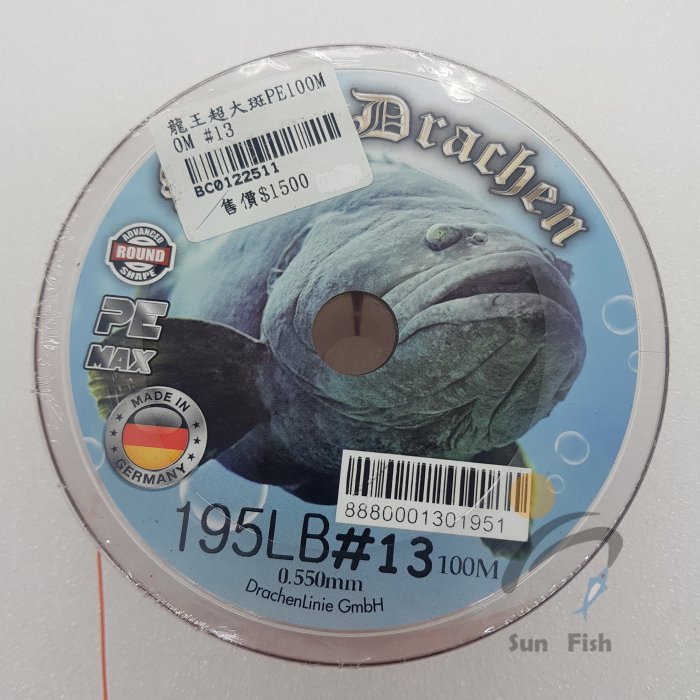 龍王超大斑PE100M
0M #13
BC0122511
售價$1500
Drachen
ADVANCED
ROUND
SHAPE
PE
MAX
MADE IN
GERMANY
8880001301951
195LB#13 100M
0.550mm
DrachenLinie GmbH
Sun Fish